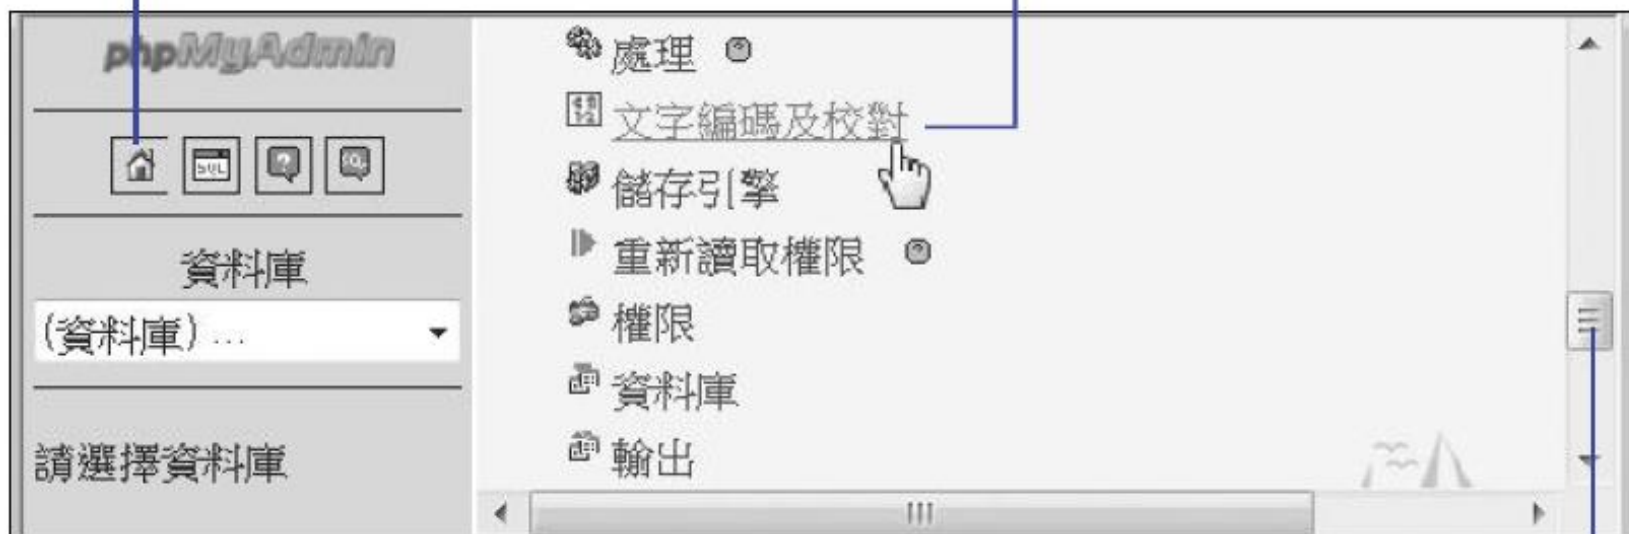 phpMyAdmin
SQL
資料庫
(資料庫) ...
請選擇資料庫
處理
文字編碼及校對
儲存引擎
重新讀取權限
權限
資料庫
輸出